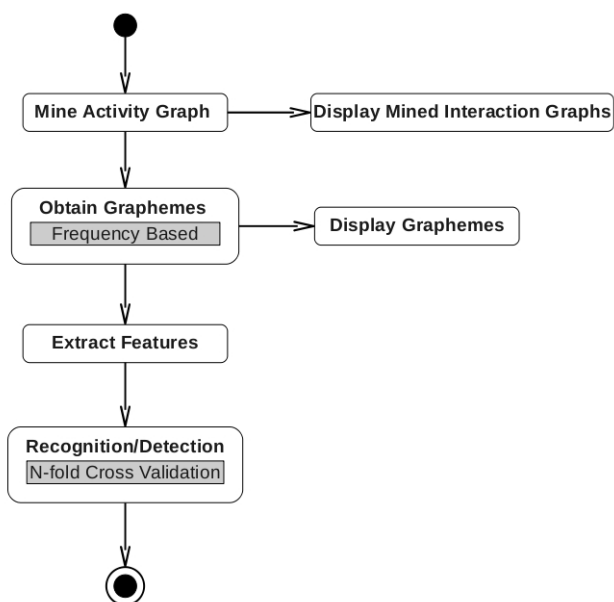 Mine Activity Graph
Display Mined Interaction Graphs
Obtain Graphemes
Frequency Based
Display Graphemes
Extract Features
Recognition/Detection
N-fold Cross Validation